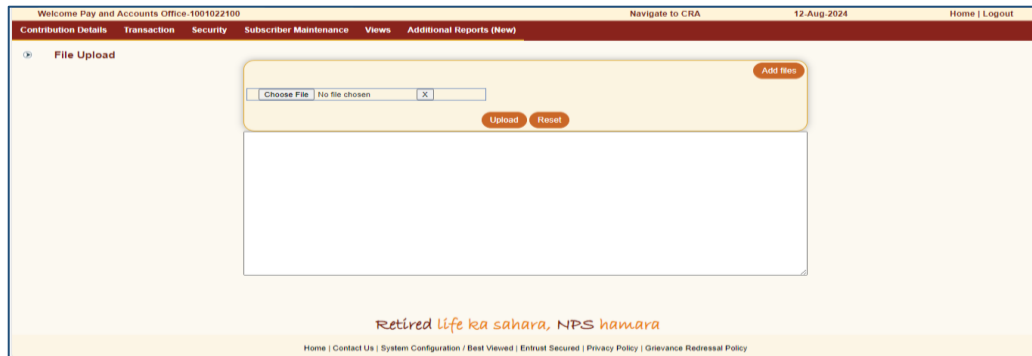 Welcome Pay and Accounts Office-1001022100 Navigate to CRA 12-Aug-2024 Home | Logout
Contribution Details Transaction Security Subscriber Maintenance Views Additional Reports (New)
File Upload
Add files
Choose File No file chosen X
Upload Reset
Retired life ka sahara, NPS hamara
Home | Contact Us | System Configuration / Best Viewed | Entrust Secured | Privacy Policy | Grievance Redressal Policy